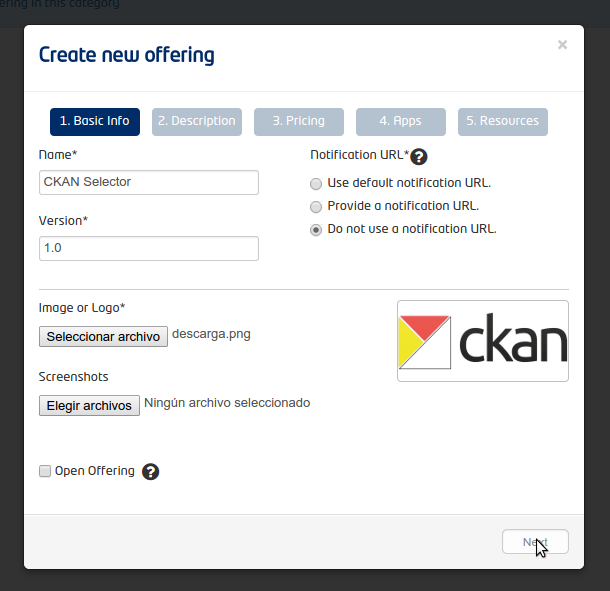 ering in this category
Create new offering
×
1. Basic Info
2. Description
3. Pricing
4. Apps
5. Resources
Name*
Notification URL*?
CKAN Selector
Use default notification URL.
Provide a notification URL.
Version*
Do not use a notification URL.
1.0
Image or Logo*
Seleccionar archivo descarga.png
ckan
Screenshots
Elegir archivos Ningún archivo seleccionado
Open Offering ?
Next